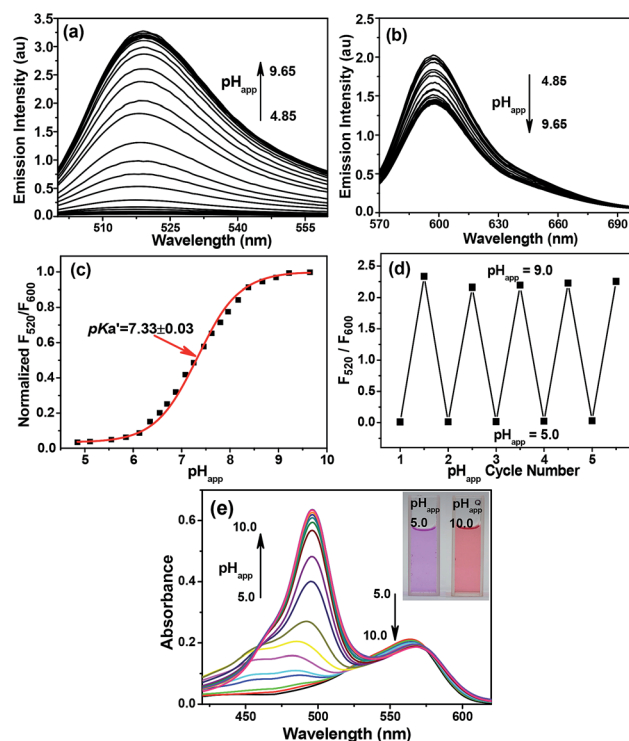 (a)
Emission Intensity (au)
3.5
3.0
2.5
2.0
1.5
1.0
0.5
0.0
pHapp
9.65
4.85
510 525 540 555
Wavelength (nm)
(b)
Emission Intensity (au)
2.5
2.0
1.5
1.0
0.5
0.0
pHapp
4.85
9.65
570 600 630 660 690
Wavelength (nm)
(c)
Normalized F520/F600
1.0
0.8
0.6
0.4
0.2
0.0
pKa'=7.33±0.03
5 6 7 8 9 10
pHapp
(d)
F520 / F600
2.5
2.0
1.5
1.0
0.5
0.0
pHapp = 9.0
pHapp = 5.0
1 2 3 4 5
pHapp Cycle Number
(e)
Absorbance
0.6
0.4
0.2
0.0
10.0
pHapp
5.0
5.0
10.0
pHapp pHapp
5.0 10.0
450 500 550 600
Wavelength (nm)